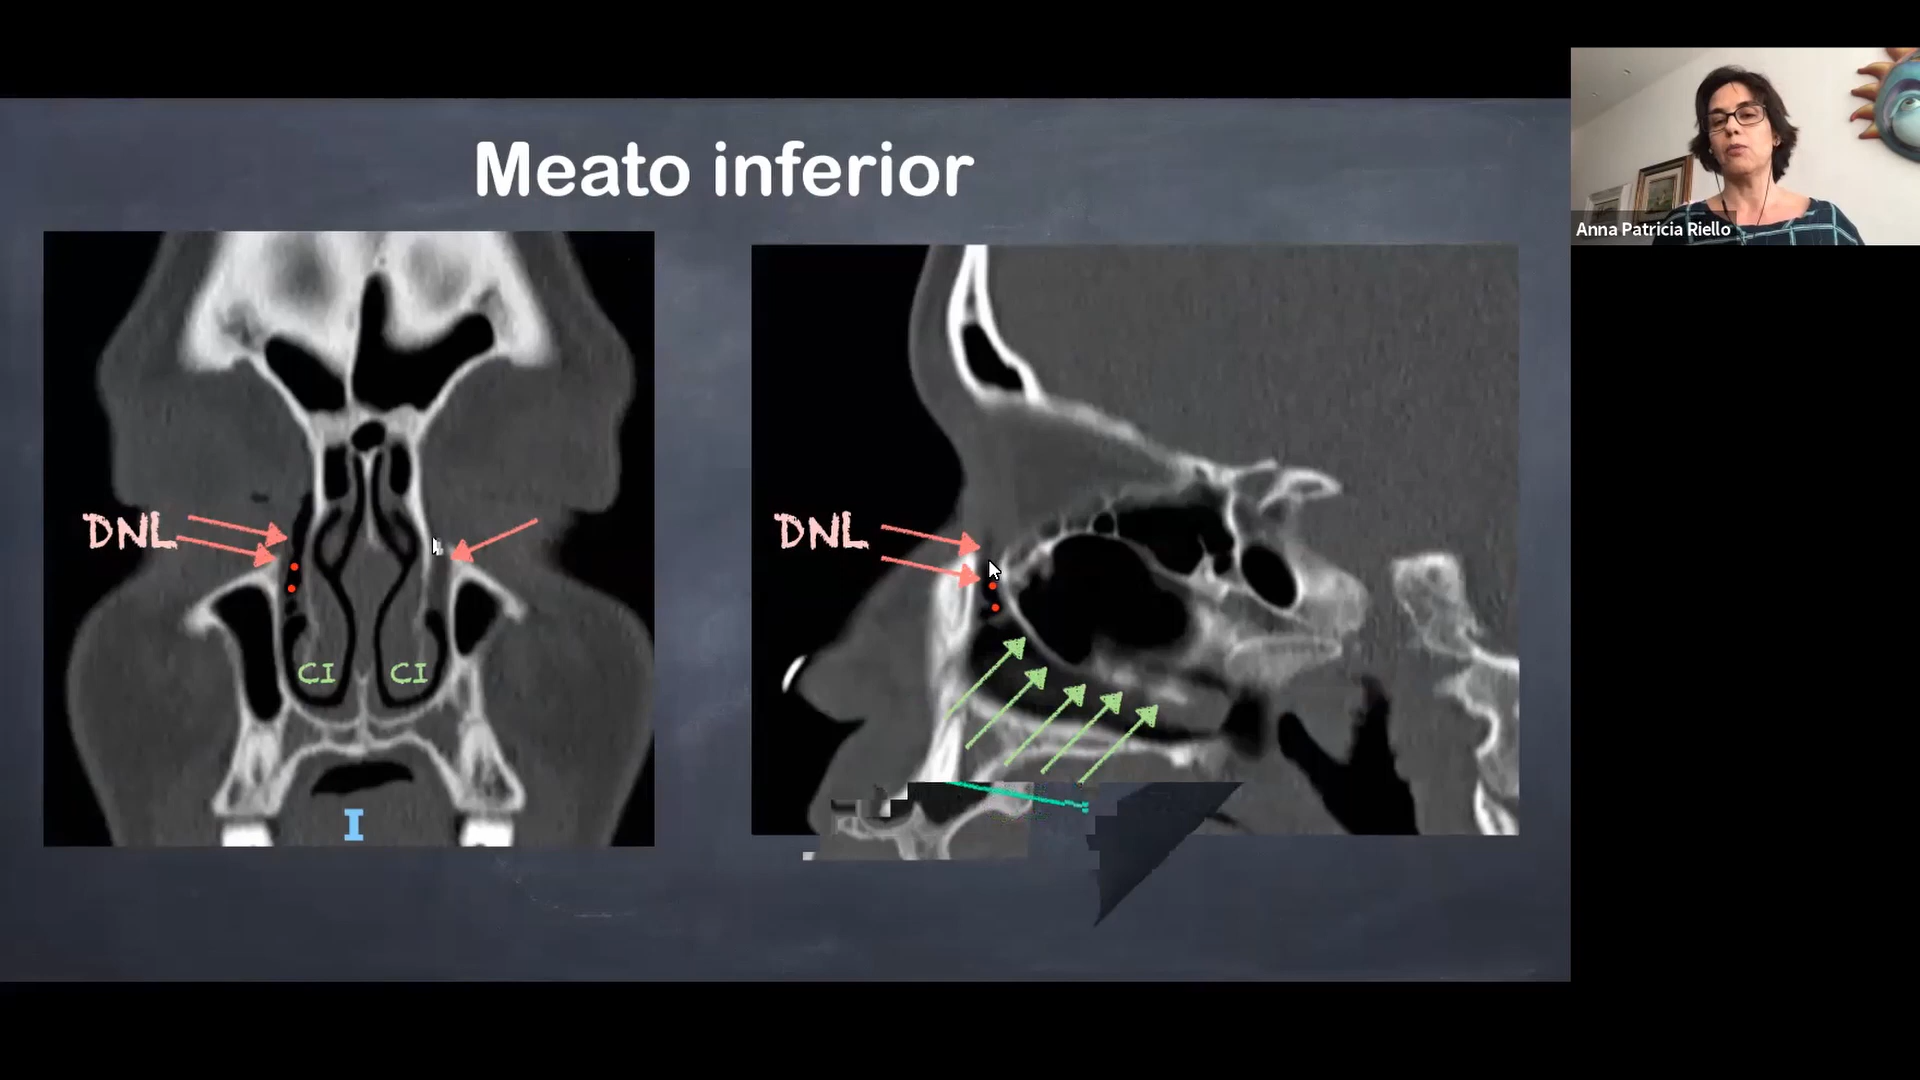 Meato inferior
Anna Patricia Riello
DNL
DNL
CI
CI
I